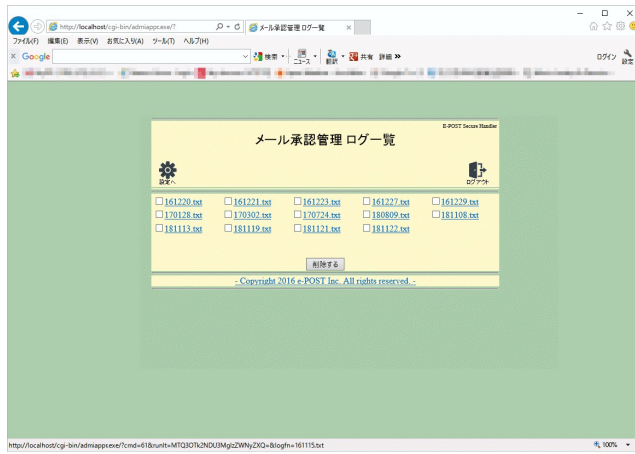 http://localhost/cgi-bin/admiappr.exe/?
メール承認管理 ログ一覧
ファイル(F) 編集(E) 表示(V) お気に入り(A) ツール(T) ヘルプ(H)
Google
検索
ニュース
翻訳
共有 詳細 »
ログイン
設定
E-POST Secure Handler
メール承認管理 ログ一覧
設定へ
ログアウト
161220.txt 161221.txt 161223.txt 161227.txt 161229.txt
170128.txt 170302.txt 170724.txt 180809.txt 181108.txt
181113.txt 181119.txt 181121.txt 181122.txt
削除する
- Copyright 2016 e-POST Inc. All rights reserved. -
http://localhost/cgi-bin/admiappr.exe/?cmd=61&runlt=MTQ3OTk2NDU3MglzZWNyZXQ=&logfn=161115.txt
100%